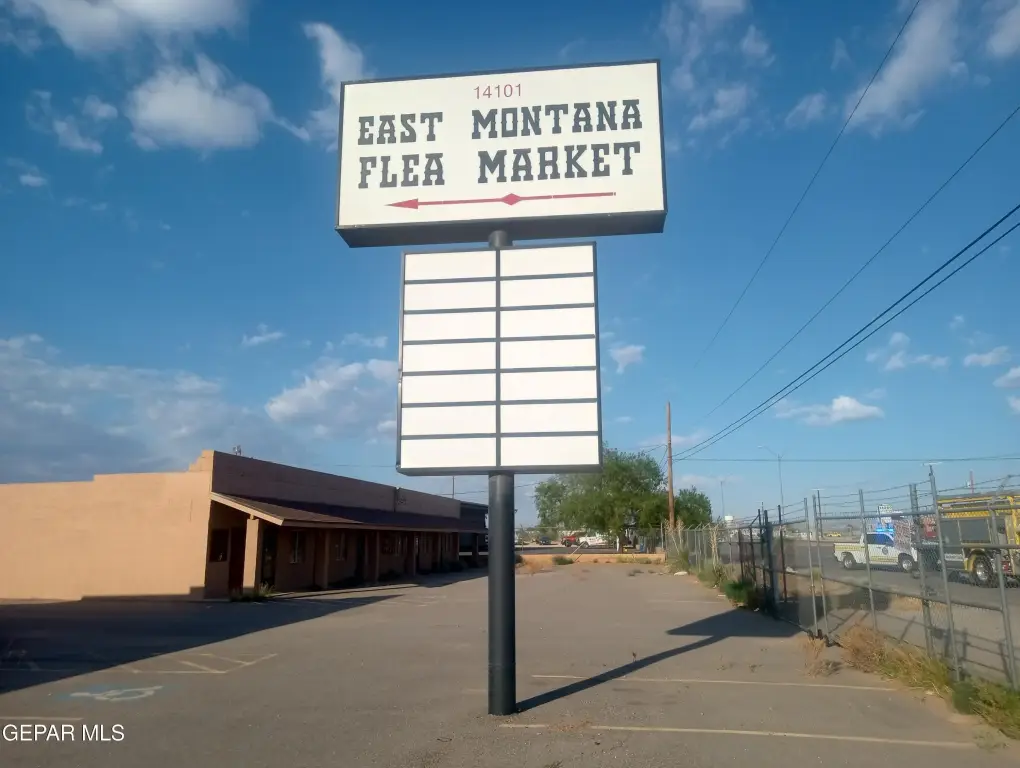 14101
EAST MONTANA
FLEA MARKET
GEPAR MLS